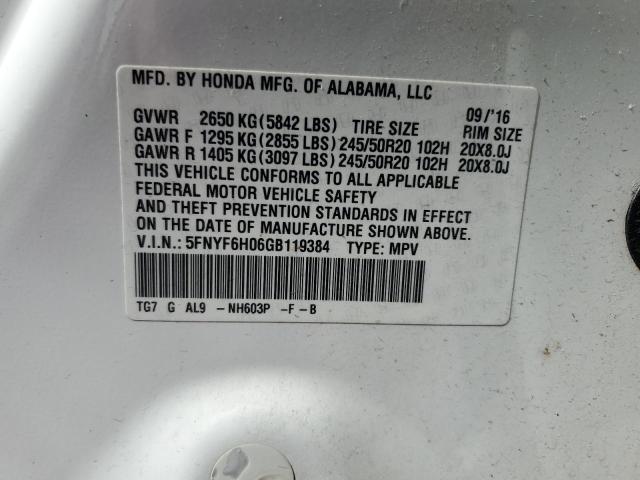 MFD. BY HONDA MFG. OF ALABAMA, LLC
09/'16
GVWR 2650 KG(5842 LBS) TIRE SIZE RIM SIZE
GAWR F 1295 KG(2855 LBS)245/50R20 102H 20X8.0J
GAWR R 1405 KG(3097 LBS)245/50R20 102H 20X8.0J
THIS VEHICLE CONFORMS TO ALL APPLICABLE
FEDERAL MOTOR VEHICLE SAFETY
AND THEFT PREVENTION STANDARDS IN EFFECT
ON THE DATE OF MANUFACTURE SHOWN ABOVE.
V.I.N.: 5FNYF6H06GB119384 TYPE: MPV
TG7 G AL9 -NH603P -F-B